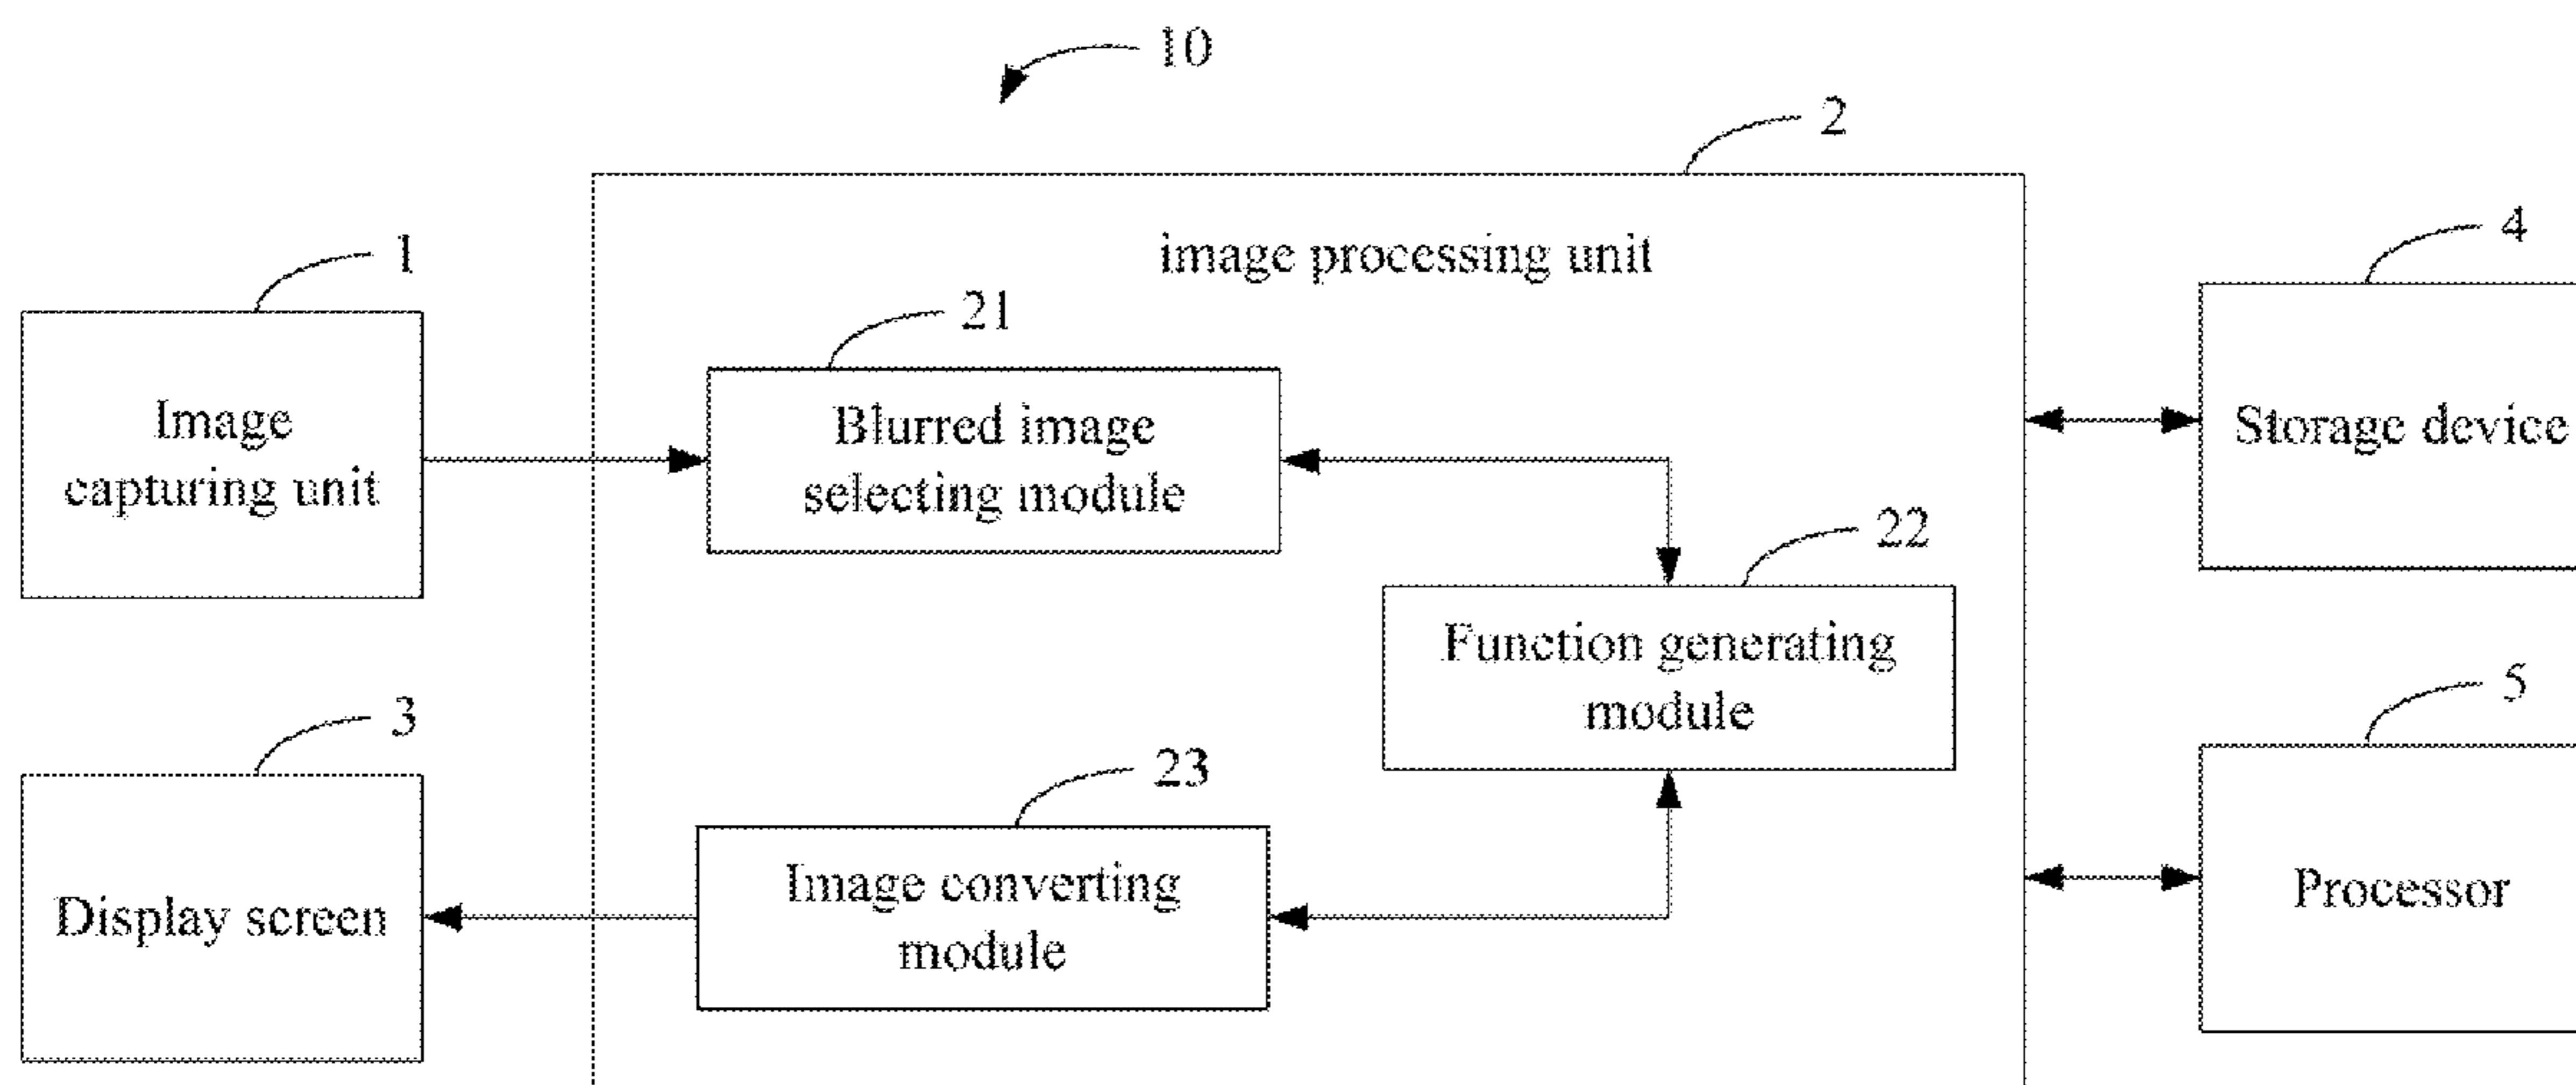 10
2
image processing unit
1
Image
capturing unit
21
Blurred image
selecting module
4
Storage device
22
Function generating
module
3
Display screen
23
Image converting
module
5
Processor